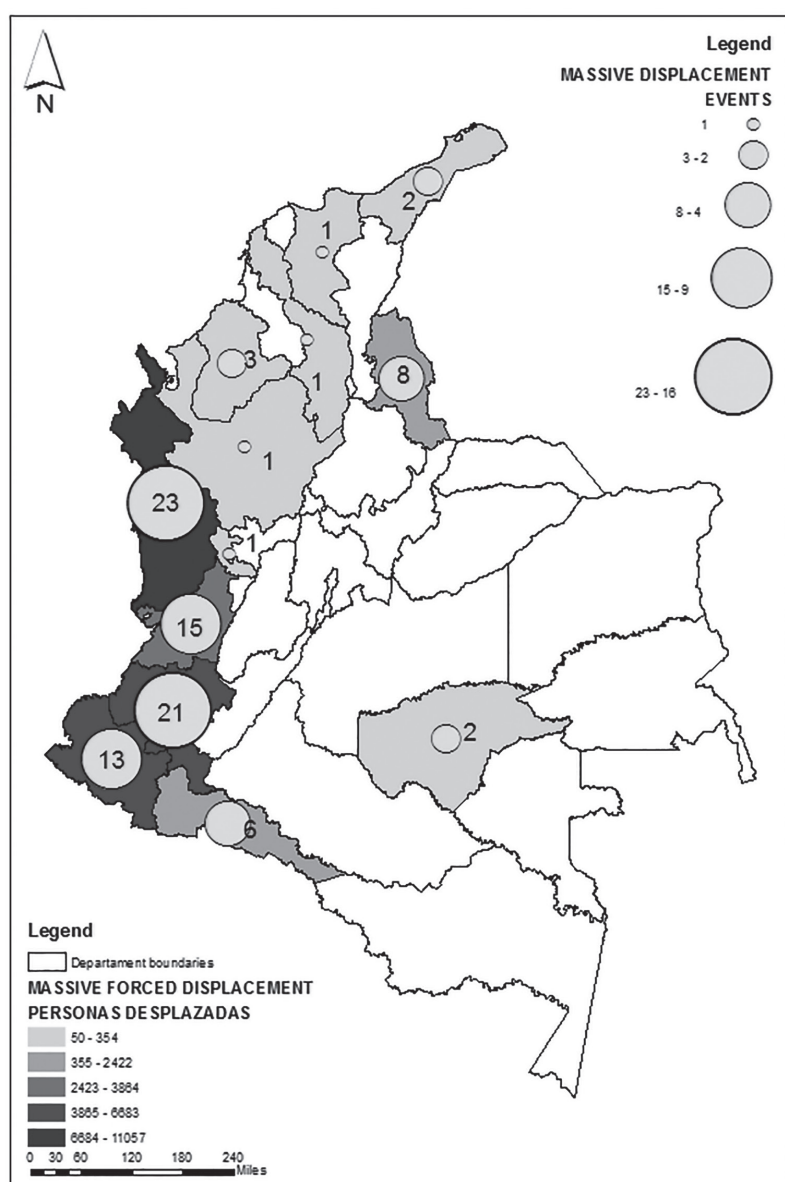 N
Legend
MASSIVE DISPLACEMENT
EVENTS
1
3 - 2
8 - 4
15 - 9
23 - 16
2
1
3
1
8
1
23
1
15
21
2
13
6
Legend
Departament boundaries
MASSIVE FORCED DISPLACEMENT
PERSONAS DESPLAZADAS
50 - 354
355 - 2422
2423 - 3864
3865 - 6683
6684 - 11057
0 30 60 120 180 240
Miles